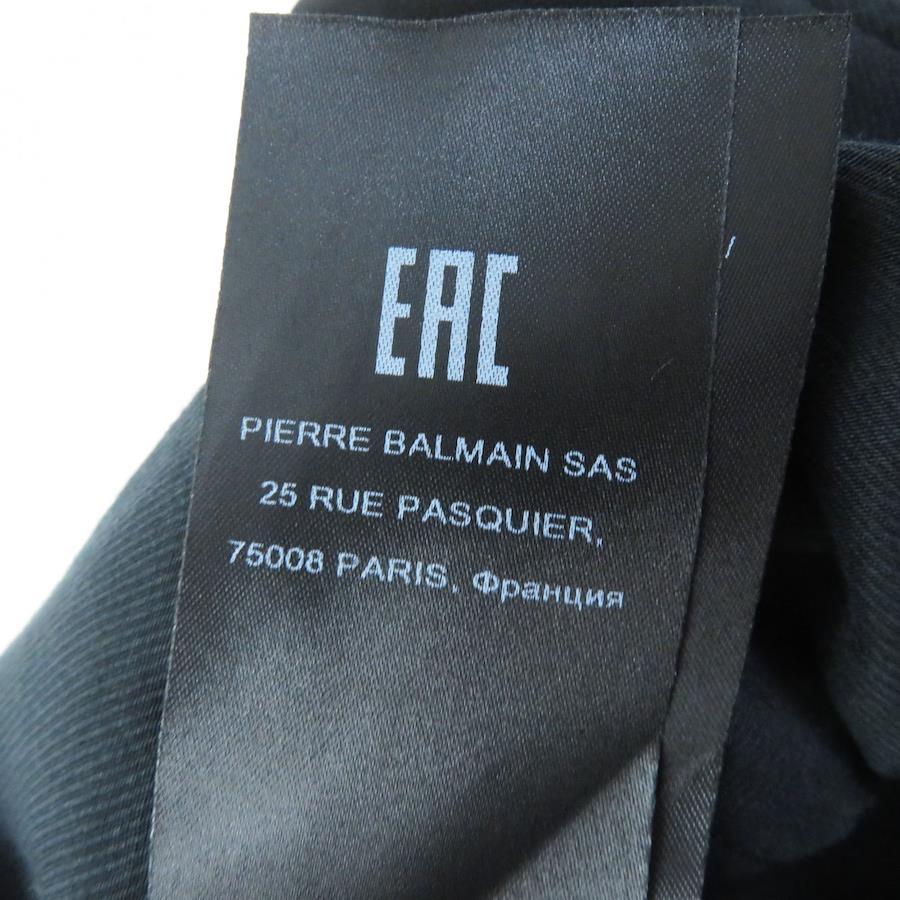 EAC
PIERRE BALMAIN SAS
25 RUE PASQUIER,
75008 PARIS, Франция